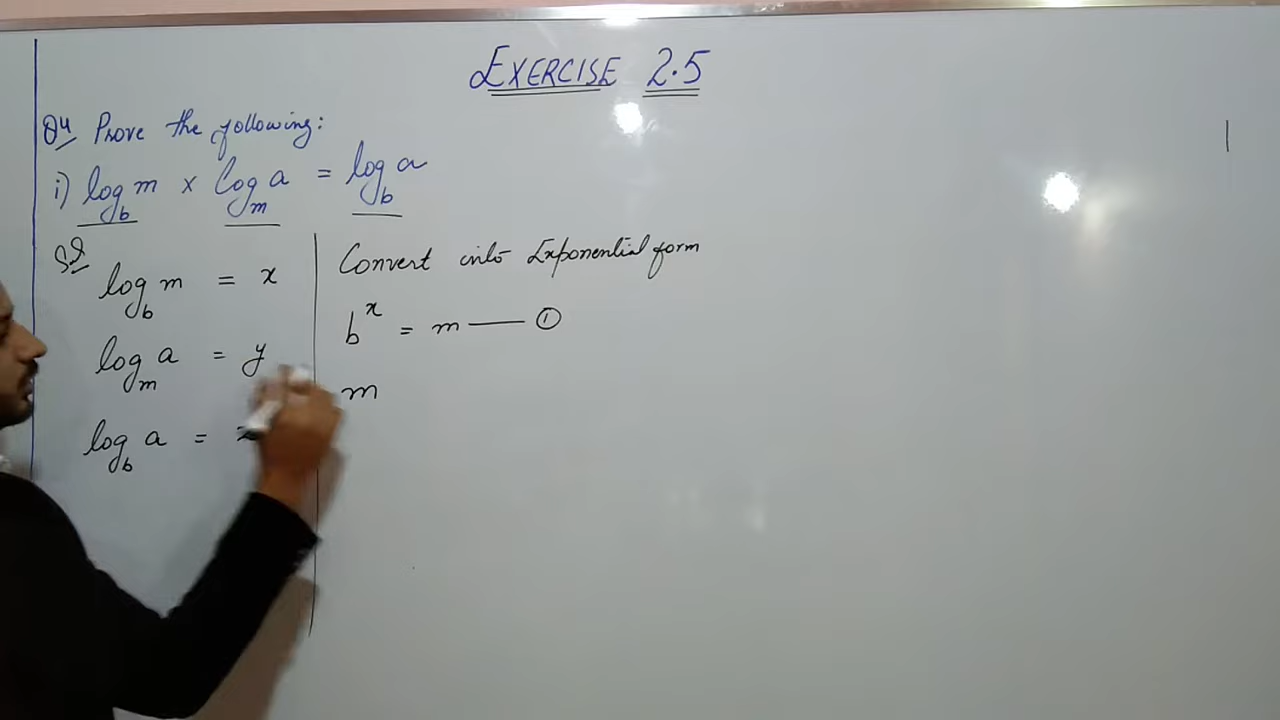 EXERCISE 2.5
Q4 Prove the following:
i) log_b m × log_m a = log_b a
Sol
log_b m = x
log_m a = y
log_b a =
Convert into Exponential form
b^x = m —— ①
m